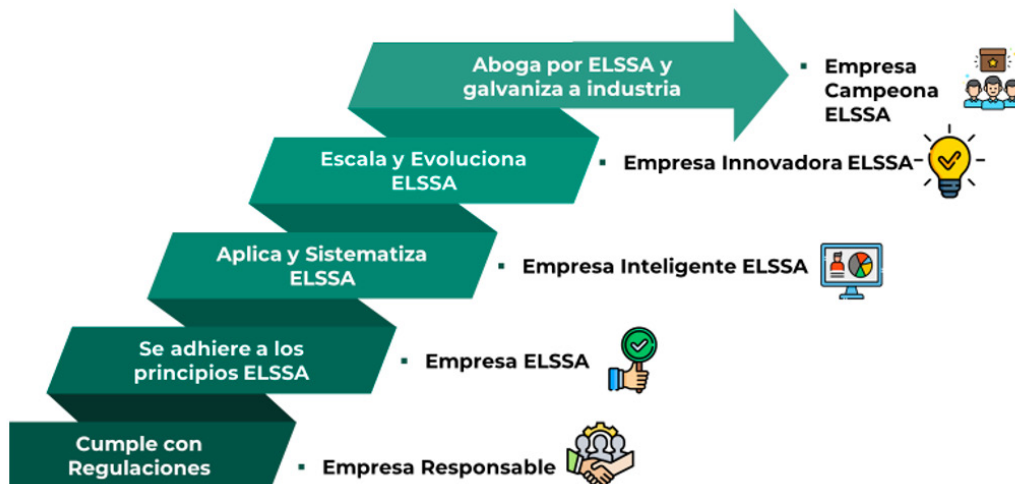 Aboga por ELSSA y
galvaniza a industria
▪ Empresa
Campeona
ELSSA
Escala y Evoluciona
ELSSA
▪ Empresa Innovadora ELSSA
Aplica y Sistematiza
ELSSA
▪ Empresa Inteligente ELSSA
Se adhiere a los
principios ELSSA
▪ Empresa ELSSA
Cumple con
Regulaciones
▪ Empresa Responsable